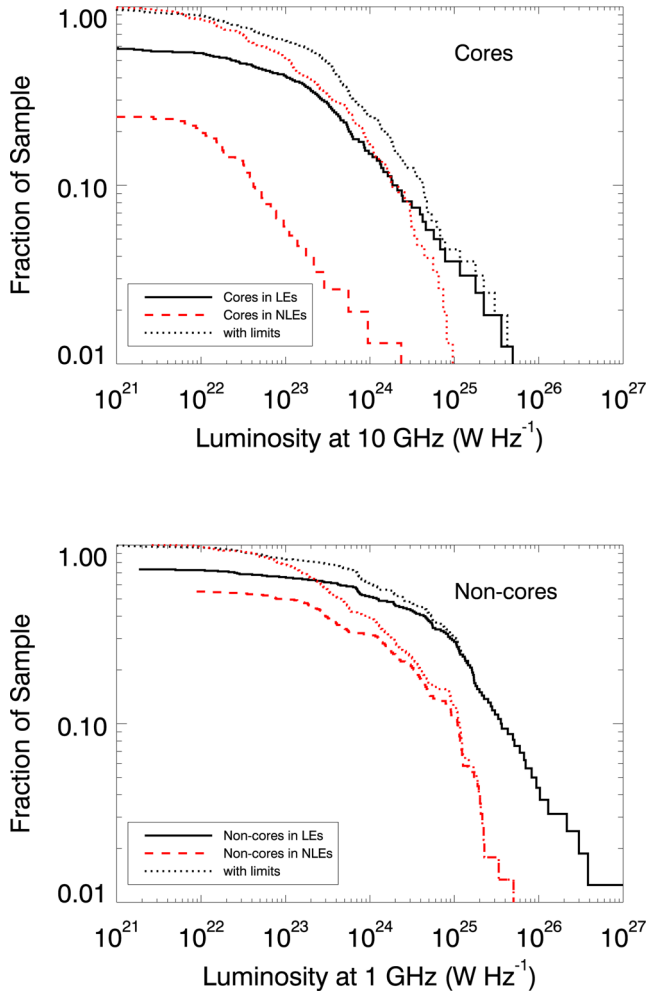 1.00
Cores
Fraction of Sample
0.10
Cores in LEs
Cores in NLEs
with limits
0.01
10^21 10^22 10^23 10^24 10^25 10^26 10^27
Luminosity at 10 GHz (W Hz^-1)
1.00
Non-cores
Fraction of Sample
0.10
Non-cores in LEs
Non-cores in NLEs
with limits
0.01
10^21 10^22 10^23 10^24 10^25 10^26 10^27
Luminosity at 1 GHz (W Hz^-1)